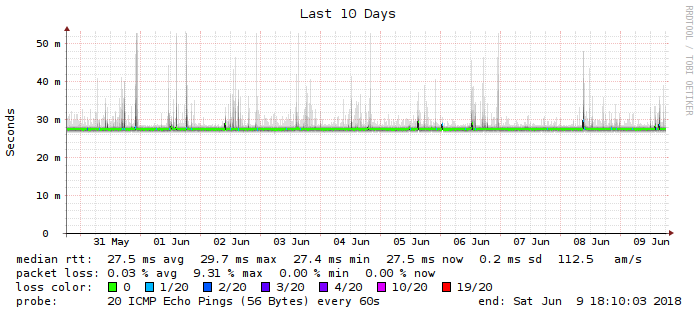 Last 10 Days
RRDTOOL / TOBI OETIKER
Seconds
50 m
40 m
30 m
20 m
10 m
0
31 May 01 Jun 02 Jun 03 Jun 04 Jun 05 Jun 06 Jun 07 Jun 08 Jun 09 Jun
median rtt: 27.5 ms avg 29.7 ms max 27.4 ms min 27.5 ms now 0.2 ms sd 112.5 am/s
packet loss: 0.03 % avg 9.31 % max 0.00 % min 0.00 % now
loss color: 0 1/20 2/20 3/20 4/20 10/20 19/20
probe: 20 ICMP Echo Pings (56 Bytes) every 60s end: Sat Jun 9 18:10:03 2018